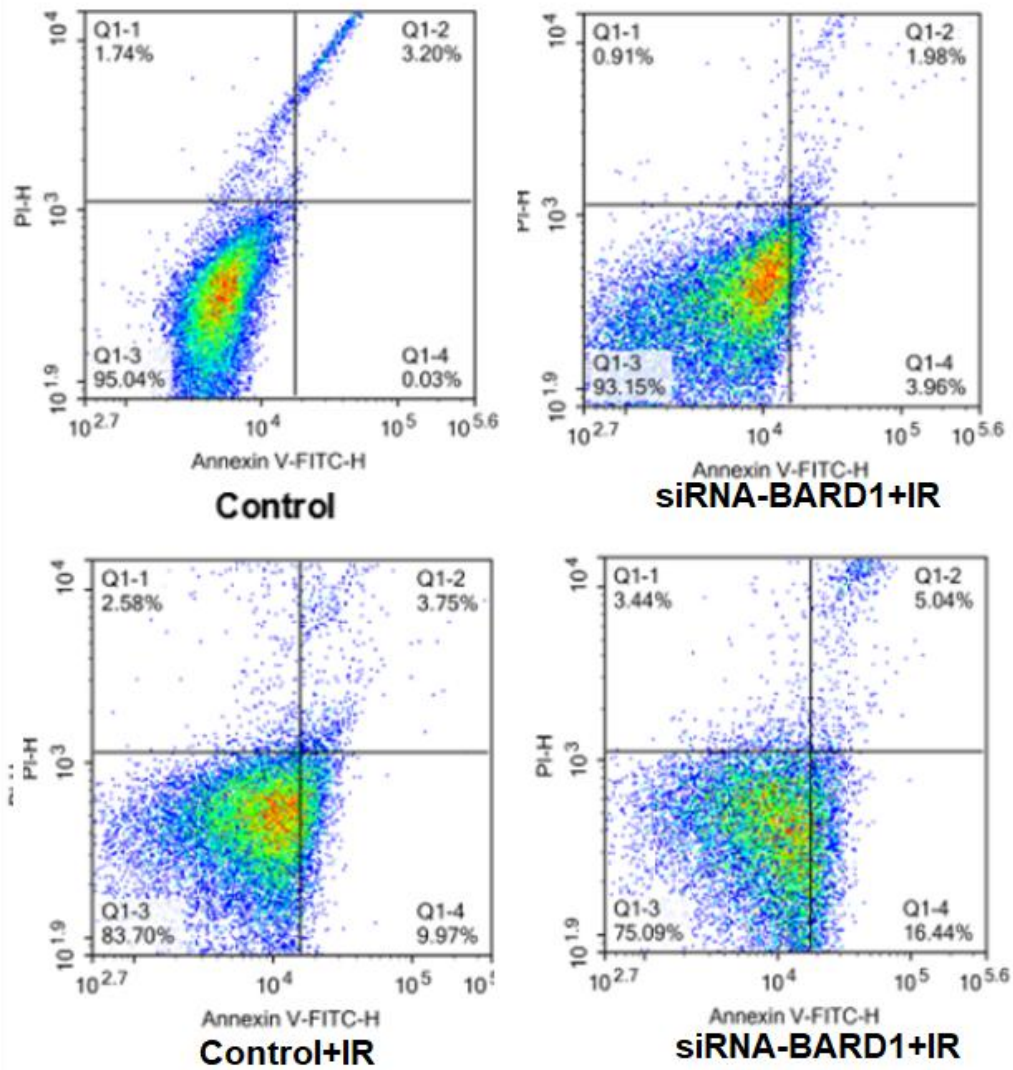 Q1-1
1.74%
Q1-2
3.20%
Q1-3
95.04%
Q1-4
0.03%
10^4
10^3
10^1.9
PI-H
10^2.7
10^4
10^5
10^5.6
Annexin V-FITC-H
Control
Q1-1
0.91%
Q1-2
1.98%
Q1-3
93.15%
Q1-4
3.96%
10^4
10^3
10^1.9
PI-H
10^2.7
10^4
10^5
10^5.6
Annexin V-FITC-H
siRNA-BARD1+IR
Q1-1
2.58%
Q1-2
3.75%
Q1-3
83.70%
Q1-4
9.97%
10^4
10^3
10^1.9
PI-H
10^2.7
10^4
10^5
Annexin V-FITC-H
Control+IR
Q1-1
3.44%
Q1-2
5.04%
Q1-3
75.09%
Q1-4
16.44%
10^4
10^3
10^1.9
PI-H
10^2.7
10^4
10^5
10^5.6
Annexin V-FITC-H
siRNA-BARD1+IR